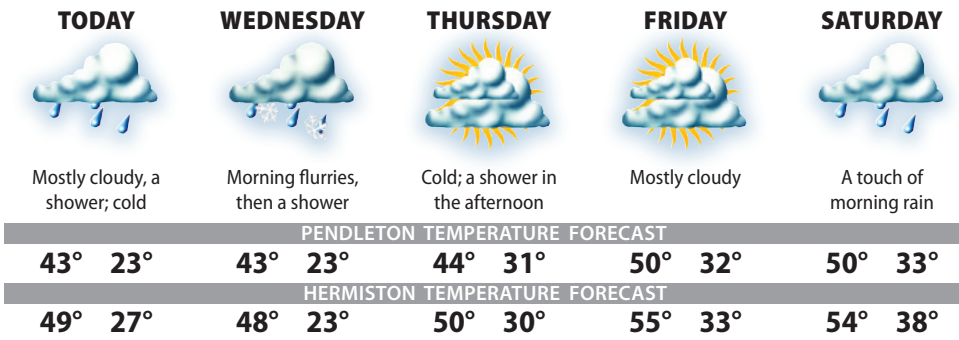 TODAY WEDNESDAY THURSDAY FRIDAY SATURDAY
Mostly cloudy, a
shower; cold
Morning flurries,
then a shower
Cold; a shower in
the afternoon
Mostly cloudy
A touch of
morning rain
PENDLETON TEMPERATURE FORECAST
43° 23° 43° 23° 44° 31° 50° 32° 50° 33°
HERMISTON TEMPERATURE FORECAST
49° 27° 48° 23° 50° 30° 55° 33° 54° 38°